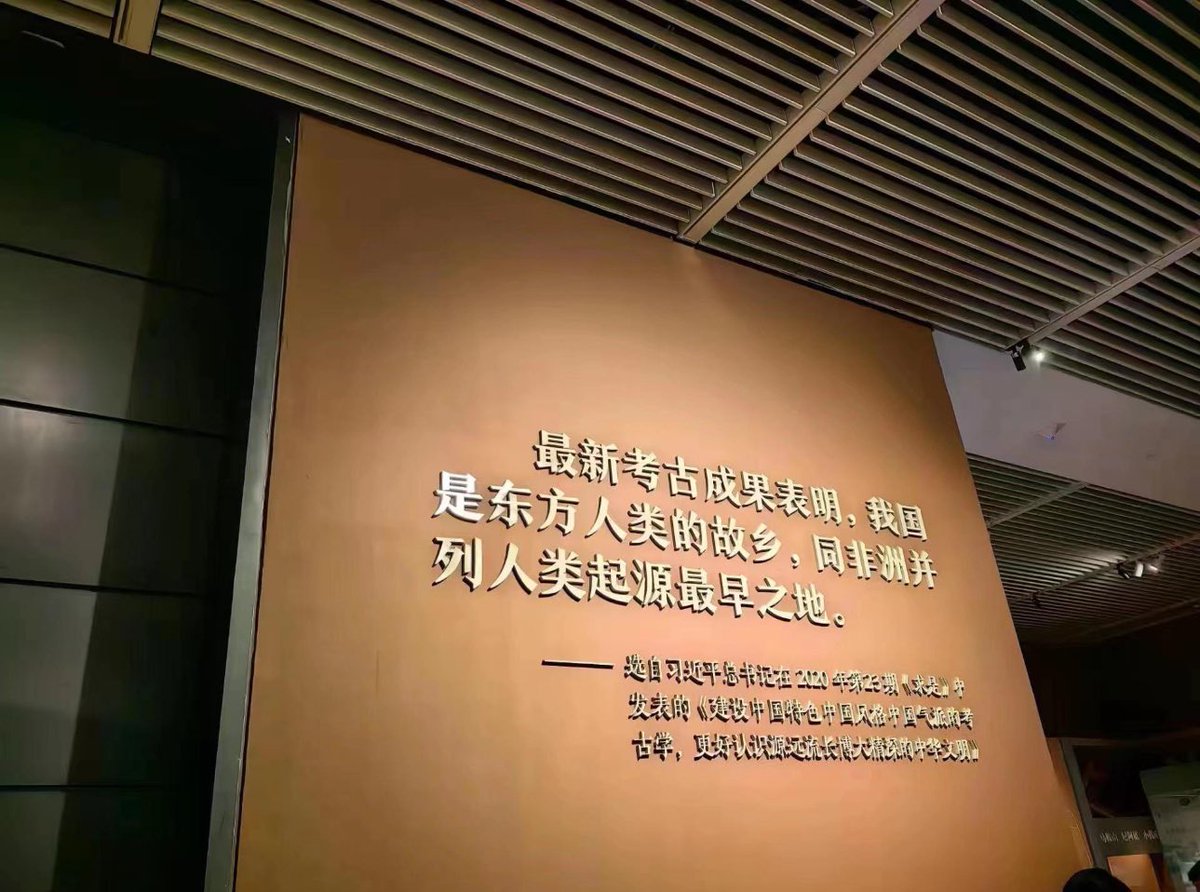 最新考古成果表明，我国
是东方人类的故乡，同非洲并
列人类起源最早之地。
——选自习近平总书记在 2020 年第23期《求是》中
发表的《建设中国特色中国风格中国气派的考
古学，更好认识源远流长博大精深的中华文明》